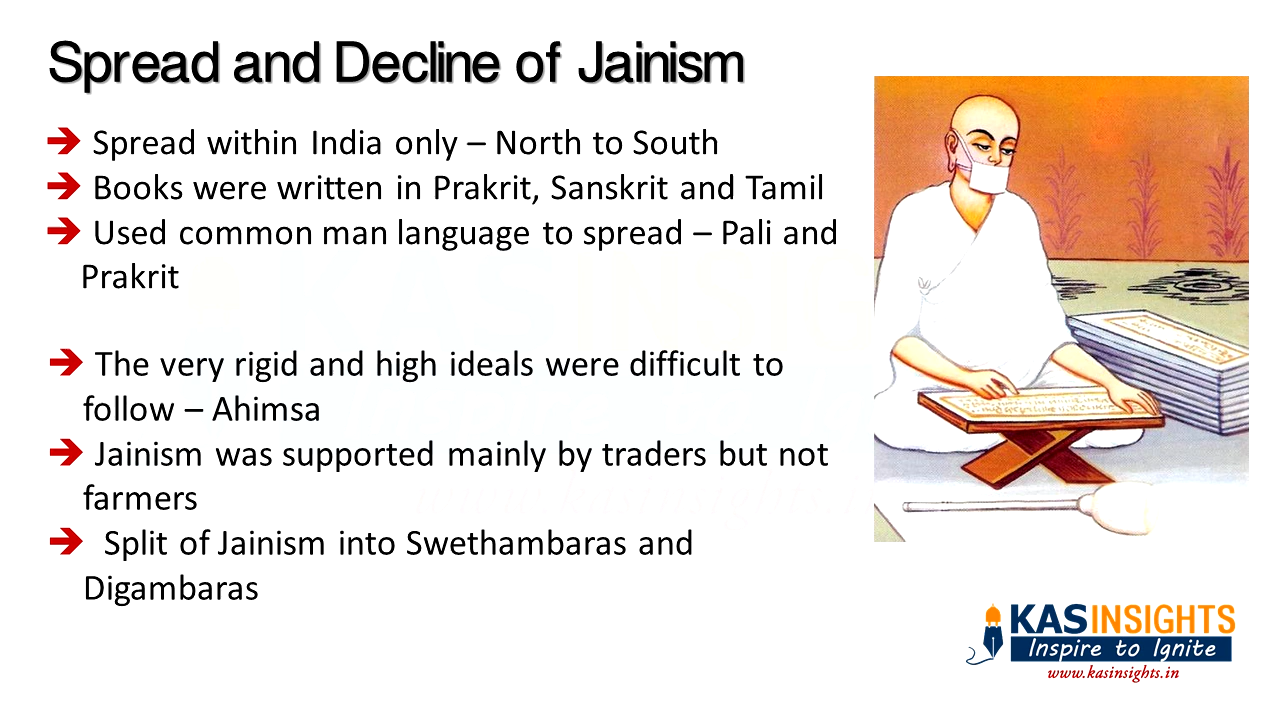 Spread and Decline of Jainism
➔ Spread within India only – North to South
➔ Books were written in Prakrit, Sanskrit and Tamil
➔ Used common man language to spread – Pali and
Prakrit
➔ The very rigid and high ideals were difficult to
follow – Ahimsa
➔ Jainism was supported mainly by traders but not
farmers
➔ Split of Jainism into Swethambaras and
Digambaras
KASINSIGHTS
Inspire to Ignite
www.kasinsights.in